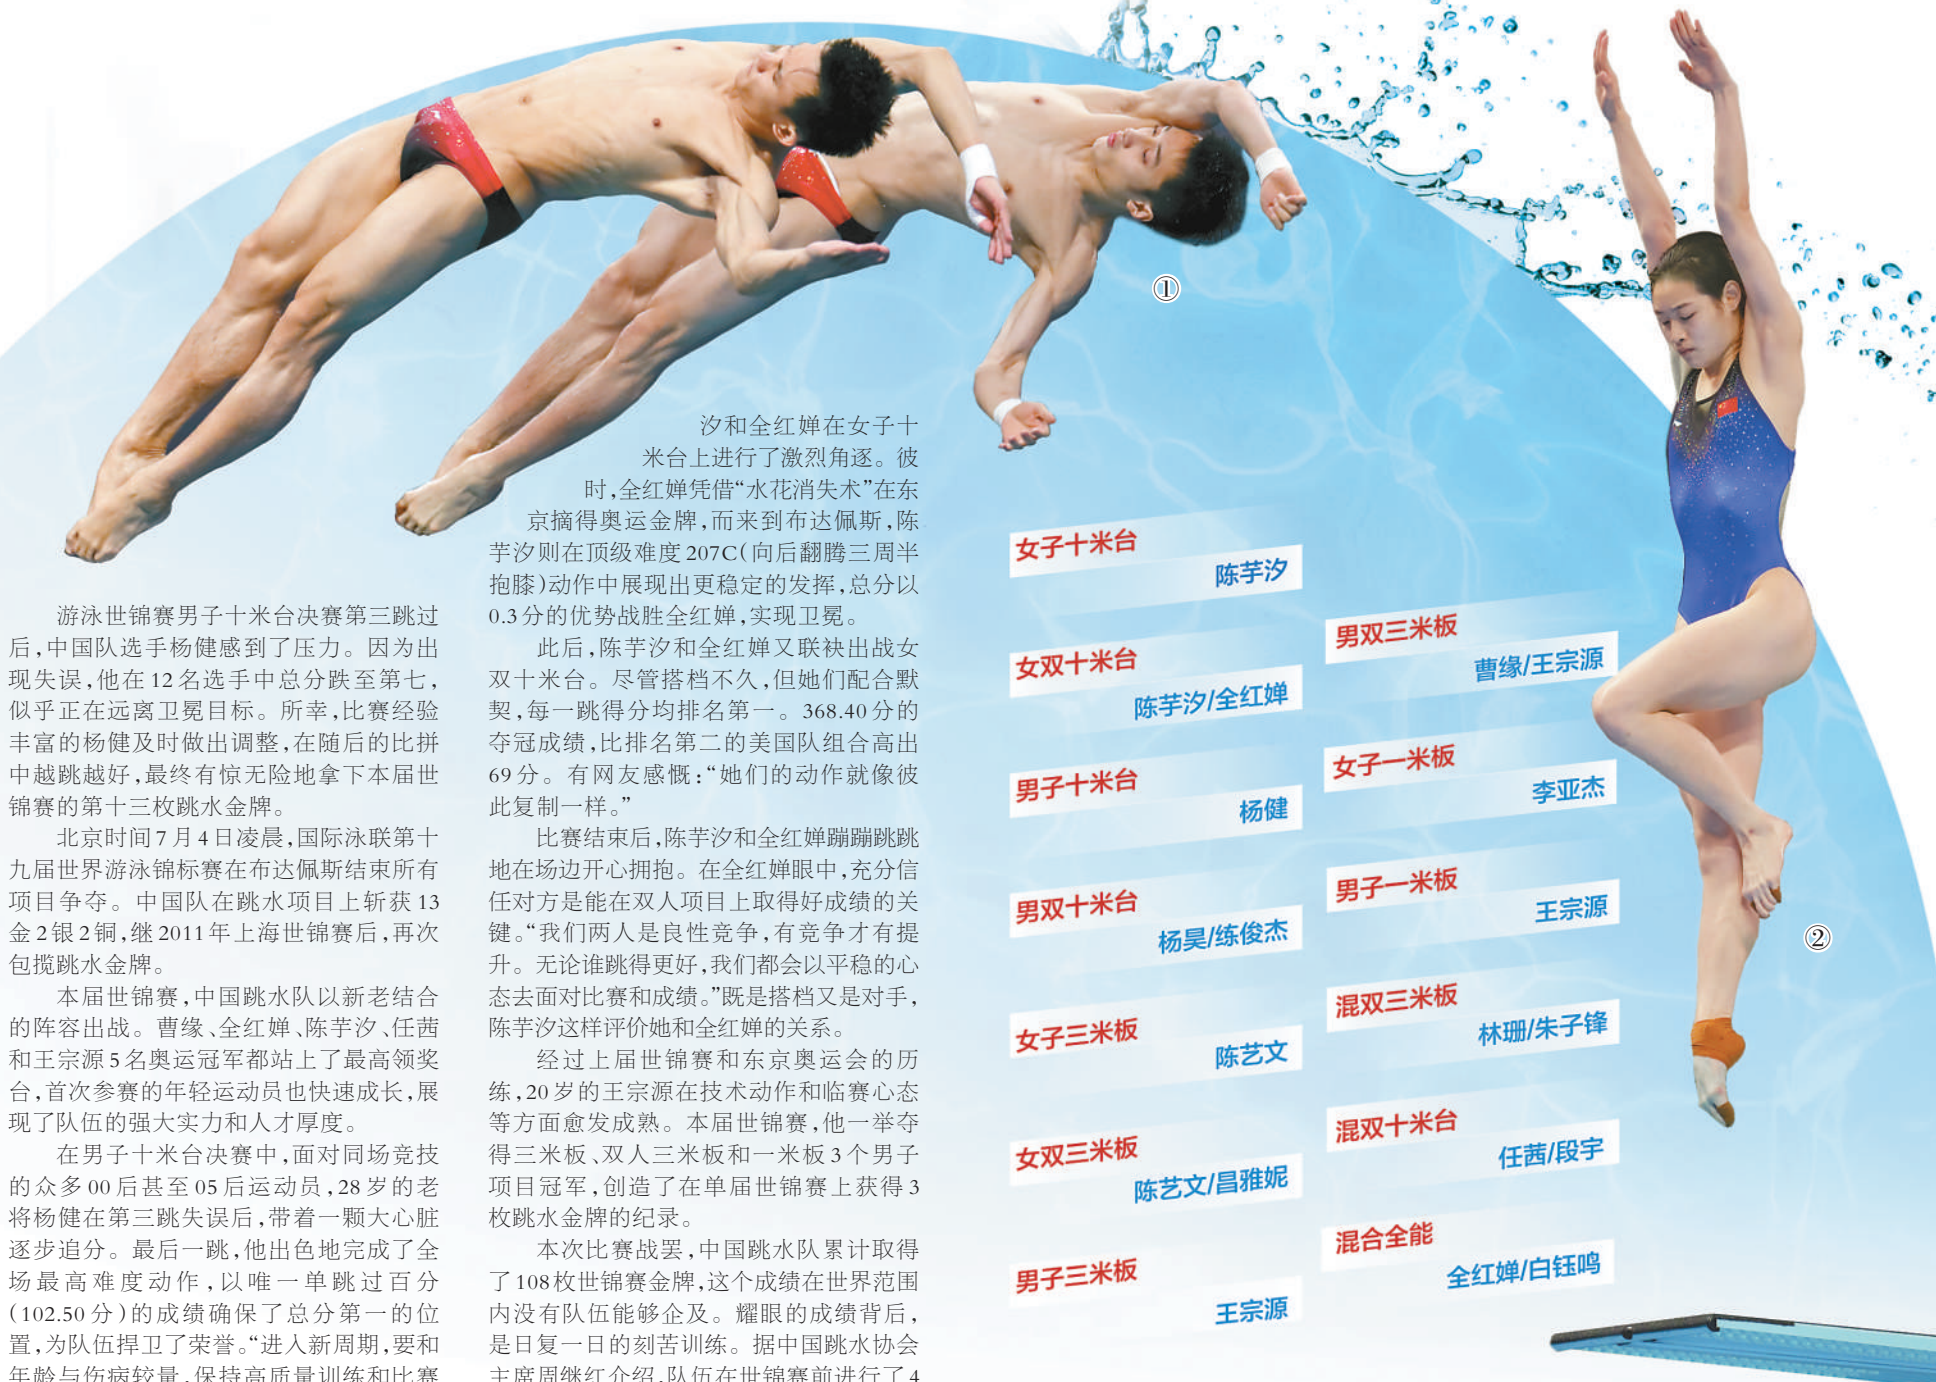 游泳世锦赛男子十米台决赛第三跳过
后，中国队选手杨健感到了压力。因为出
现失误，他在12名选手中总分跌至第七，
似乎正在远离卫冕目标。所幸，比赛经验
丰富的杨健及时做出调整，在随后的比拼
中越跳越好，最终有惊无险地拿下本届世
锦赛的第十三枚跳水金牌。
北京时间7月4日凌晨，国际泳联第十
九届世界游泳锦标赛在布达佩斯结束所有
项目争夺。中国队在跳水项目上斩获13
金2银2铜，继2011年上海世锦赛后，再次
包揽跳水金牌。
本届世锦赛，中国跳水队以新老结合
的阵容出战。曹缘、全红婵、陈芋汐、任茜
和王宗源5名奥运冠军都站上了最高领奖
台，首次参赛的年轻运动员也快速成长，展
现了队伍的强大实力和人才厚度。
在男子十米台决赛中，面对同场竞技
的众多00后甚至05后运动员，28岁的老
将杨健在第三跳失误后，带着一颗大心脏
逐步追分。最后一跳，他出色地完成了全
场最高难度动作，以唯一单跳过百分
（102.50分）的成绩确保了总分第一的位
置，为队伍捍卫了荣誉。“进入新周期，要和
年龄与伤病较量，保持高质量训练和比赛
汐和全红婵在女子十
米台上进行了激烈角逐。彼
时，全红婵凭借“水花消失术”在东
京摘得奥运金牌，而来到布达佩斯，陈
芋汐则在顶级难度207C（向后翻腾三周半
抱膝）动作中展现出更稳定的发挥，总分以
0.3分的优势战胜全红婵，实现卫冕。
此后，陈芋汐和全红婵又联袂出战女
双十米台。尽管搭档不久，但她们配合默
契，每一跳得分均排名第一。368.40分的
夺冠成绩，比排名第二的美国队组合高出
69分。有网友感慨：“她们的动作就像彼
此复制一样。”
比赛结束后，陈芋汐和全红婵蹦蹦跳跳
地在场边开心拥抱。在全红婵眼中，充分信
任对方是能在双人项目上取得好成绩的关
键。“我们两人是良性竞争，有竞争才有提
升。无论谁跳得更好，我们都会以平稳的心
态去面对比赛和成绩。”既是搭档又是对手，
陈芋汐这样评价她和全红婵的关系。
经过上届世锦赛和东京奥运会的历
练，20岁的王宗源在技术动作和临赛心态
等方面愈发成熟。本届世锦赛，他一举夺
得三米板、双人三米板和一米板3个男子
项目冠军，创造了在单届世锦赛上获得3
枚跳水金牌的纪录。
本次比赛战罢，中国跳水队累计取得
了108枚世锦赛金牌，这个成绩在世界范围
内没有队伍能够企及。耀眼的成绩背后，
是日复一日的刻苦训练。据中国跳水协会
主席周继红介绍，队伍在世锦赛前进行了4
①
女子十米台
陈芋汐
女双十米台
陈芋汐/全红婵
男子十米台
杨健
男双十米台
杨昊/练俊杰
女子三米板
陈艺文
女双三米板
陈艺文/昌雅妮
男子三米板
王宗源
男双三米板
曹缘/王宗源
女子一米板
李亚杰
男子一米板
王宗源
混双三米板
林珊/朱子锋
混双十米台
任茜/段宇
混合全能
全红婵/白钰鸣
②